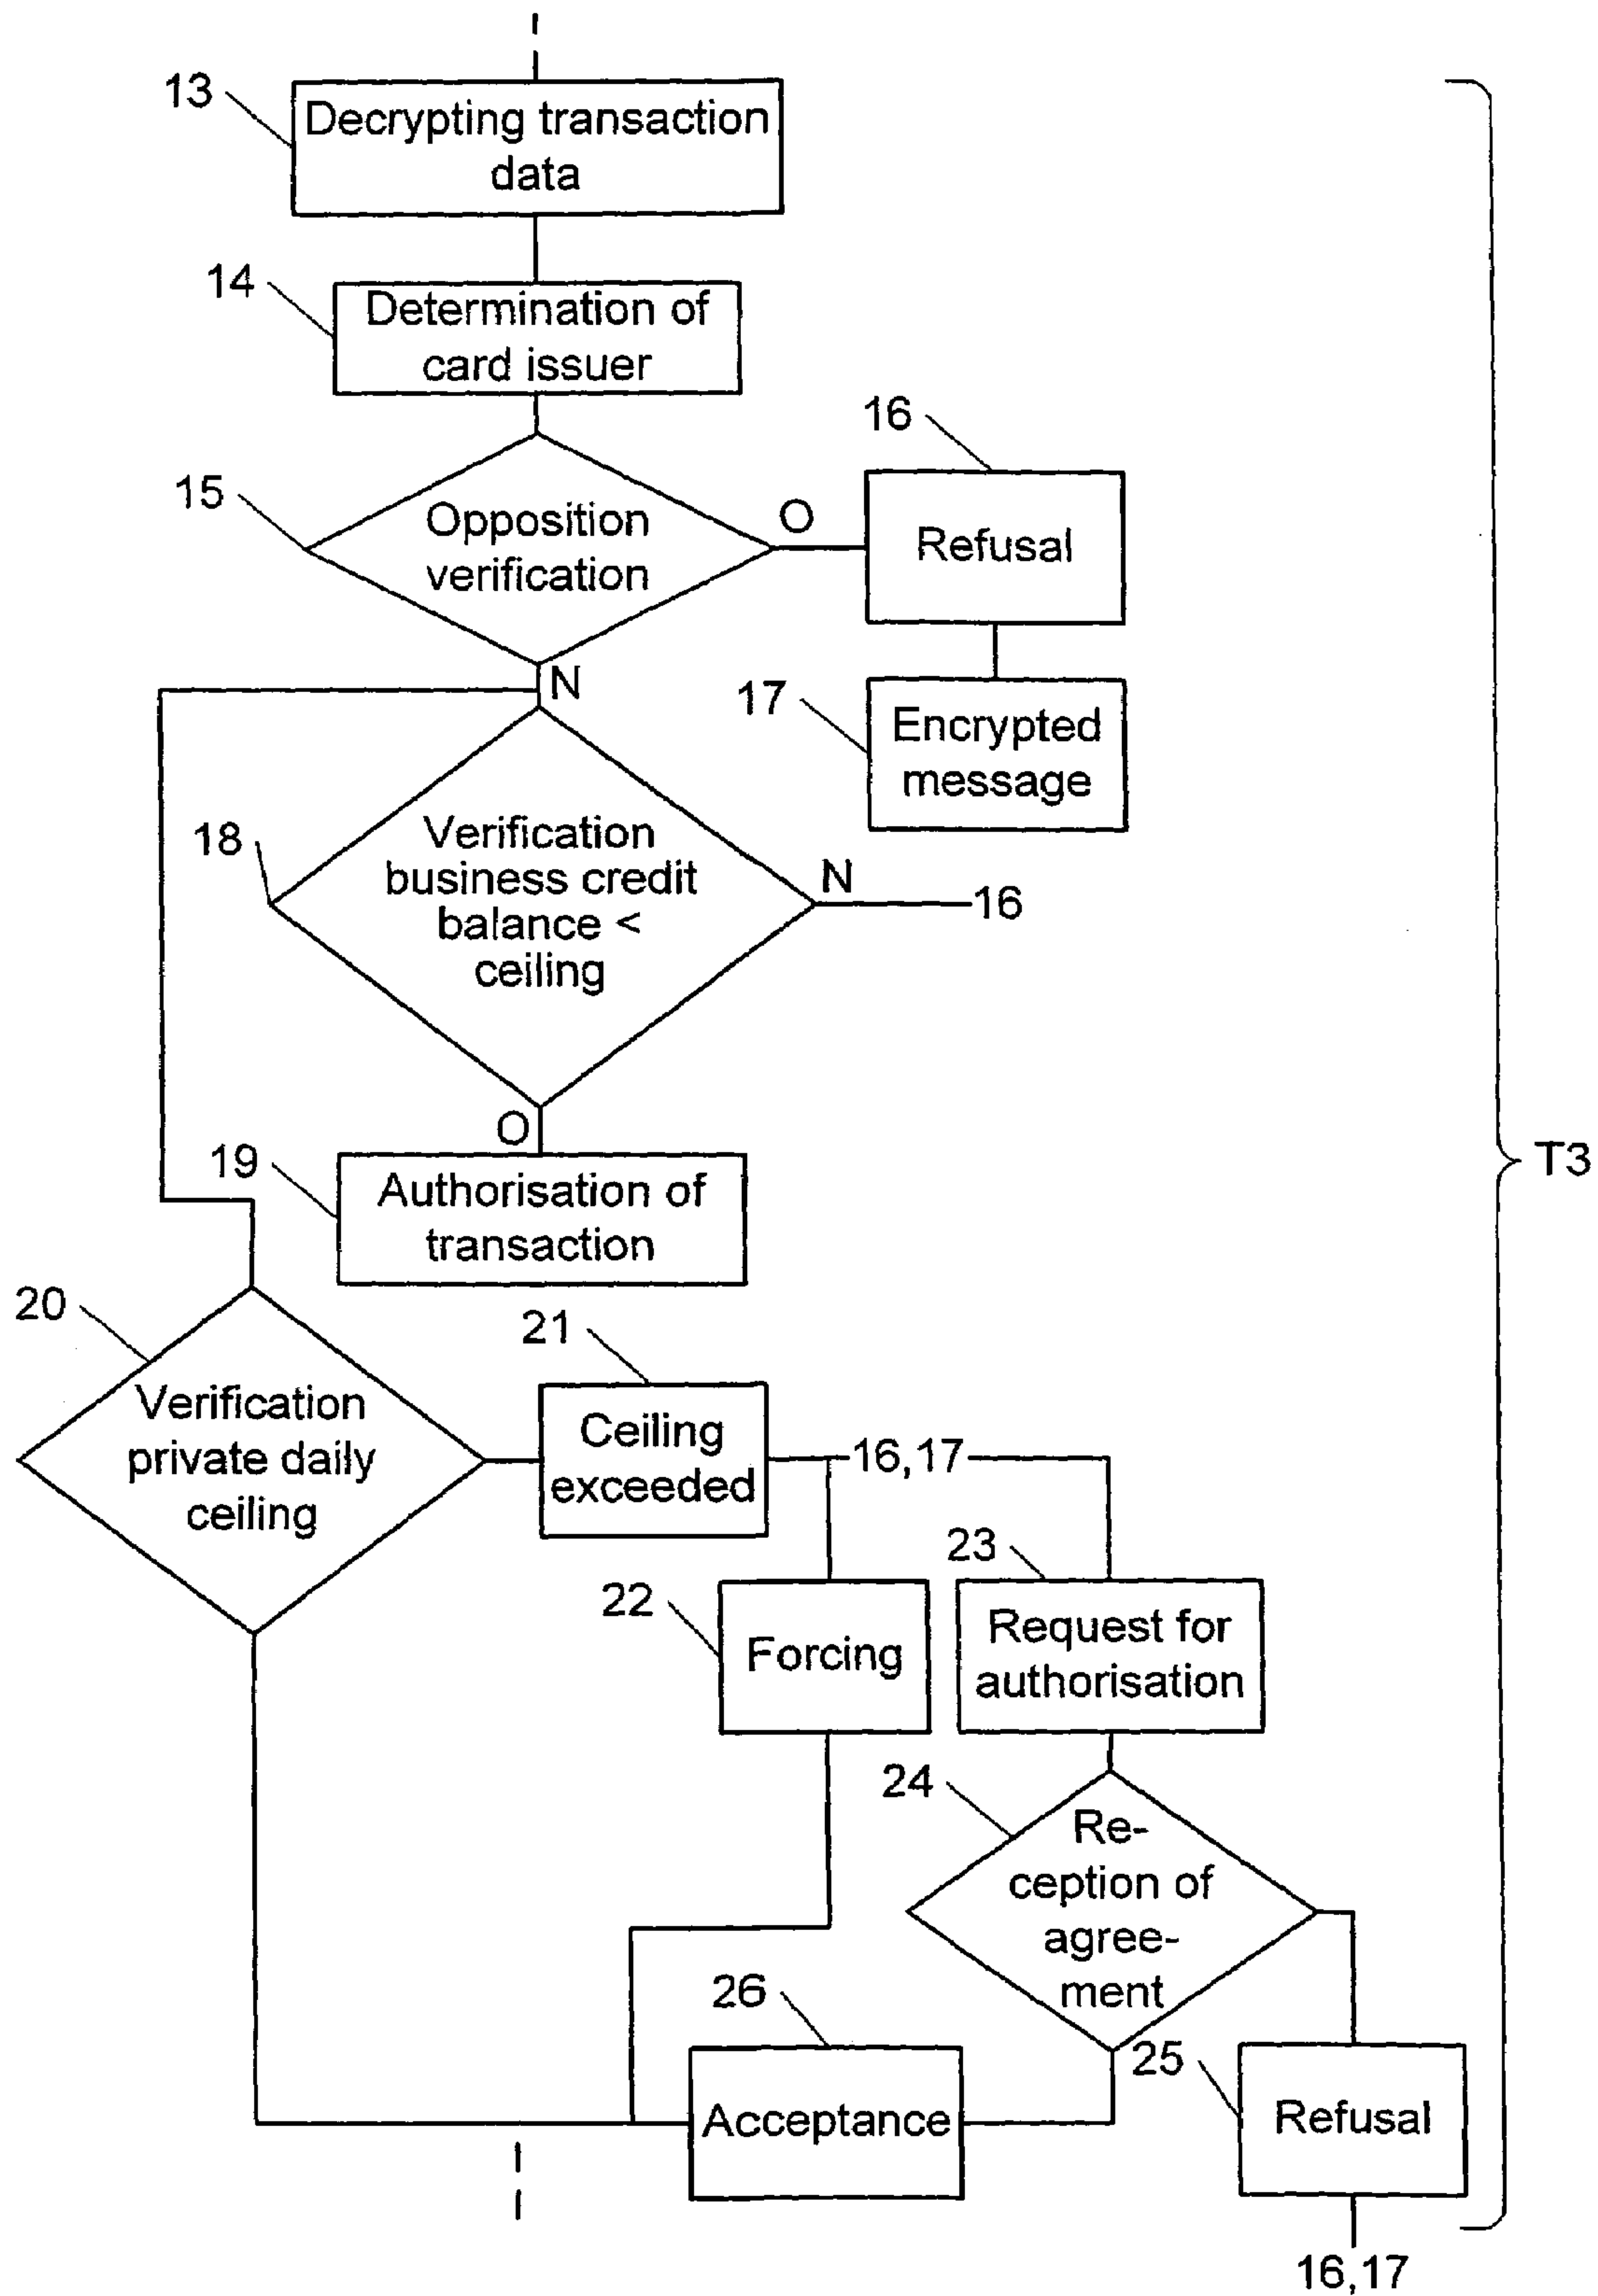 13
Decrypting transaction
data
14
Determination of
card issuer
16
15
Opposition
verification
O
Refusal
N
17
Encrypted
message
18
Verification
business credit
balance <
ceiling
N
16
O
19
Authorisation of
transaction
T3
20
21
Verification
private daily
ceiling
Ceiling
exceeded
16,17
23
22
Forcing
Request for
authorisation
24
Re-
ception of
agree-
ment
26
25
Acceptance
Refusal
16,17